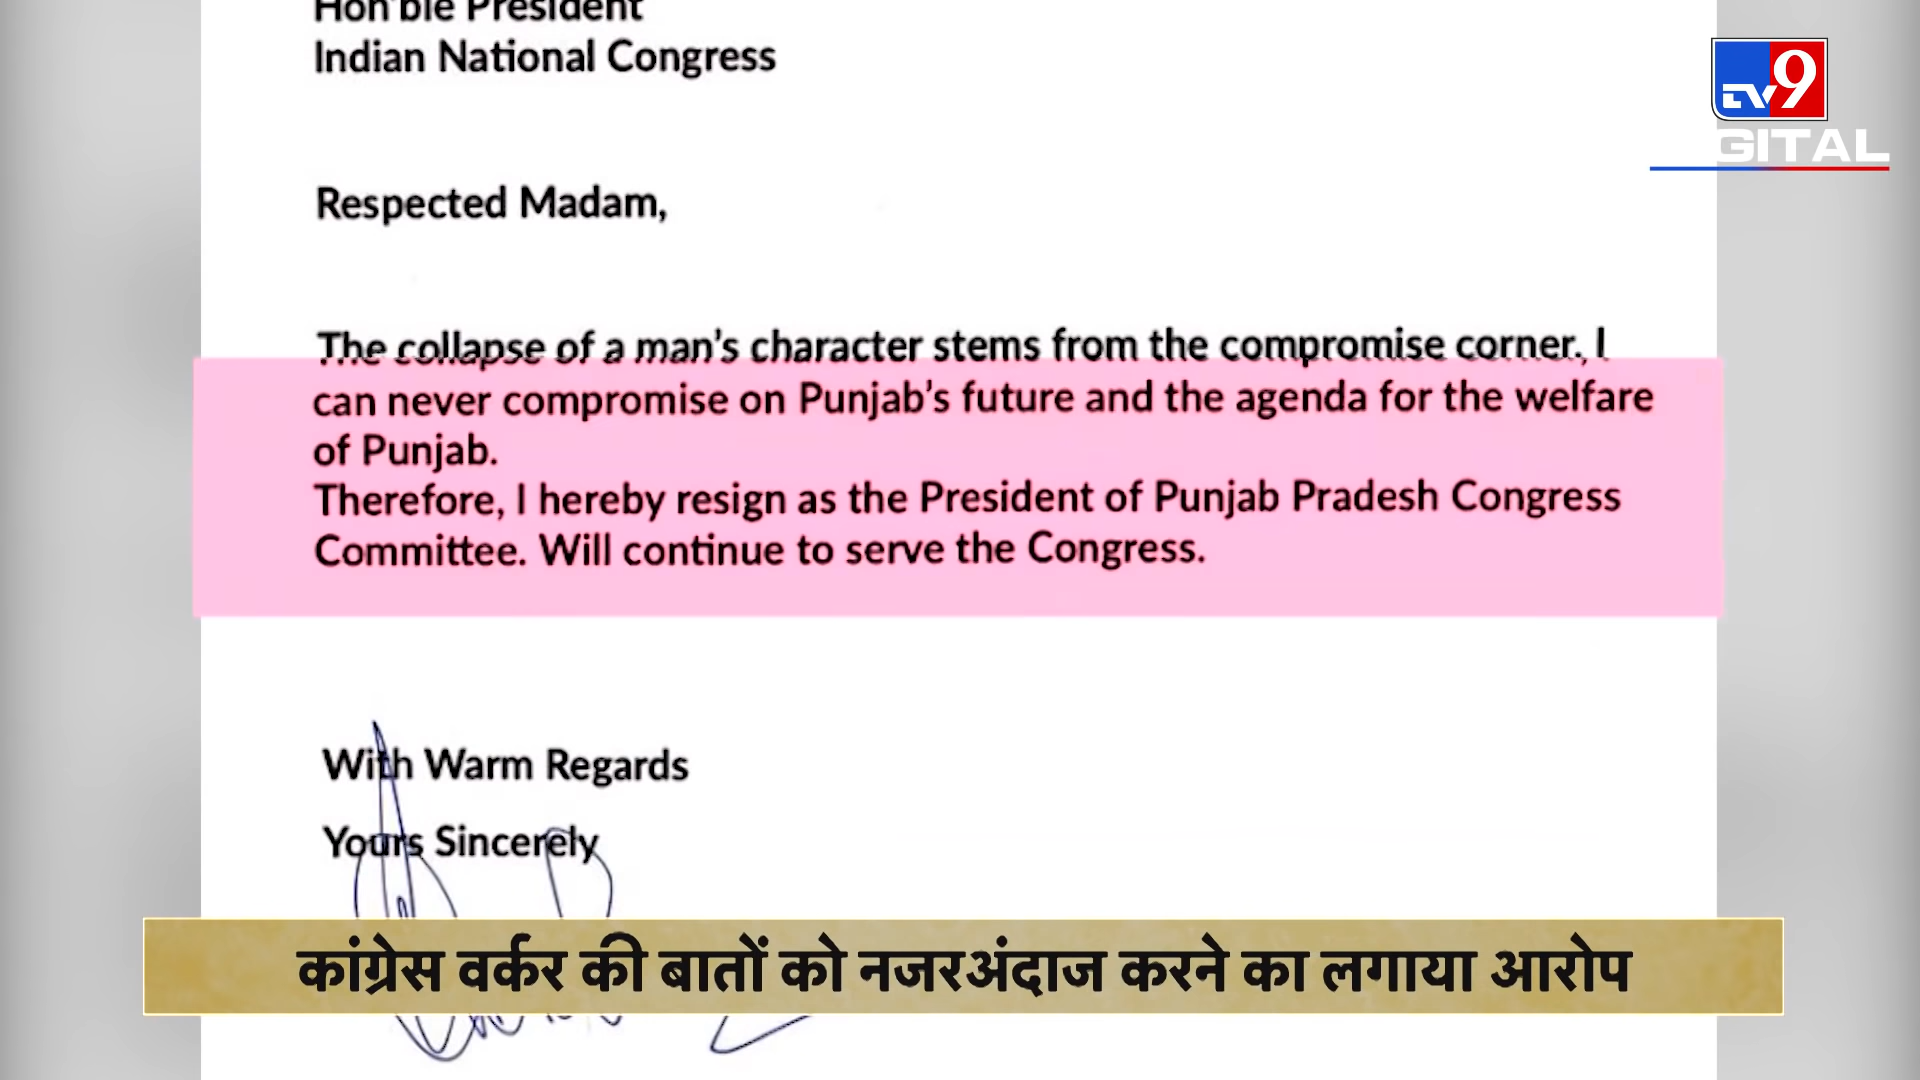 Hon'ble President
Indian National Congress
TV9
GITAL
Respected Madam,
The collapse of a man's character stems from the compromise corner., I
can never compromise on Punjab's future and the agenda for the welfare
of Punjab.
Therefore, I hereby resign as the President of Punjab Pradesh Congress
Committee. Will continue to serve the Congress.
With Warm Regards
Yours Sincerely
कांग्रेस वर्कर की बातों को नजरअंदाज करने का लगाया आरोप